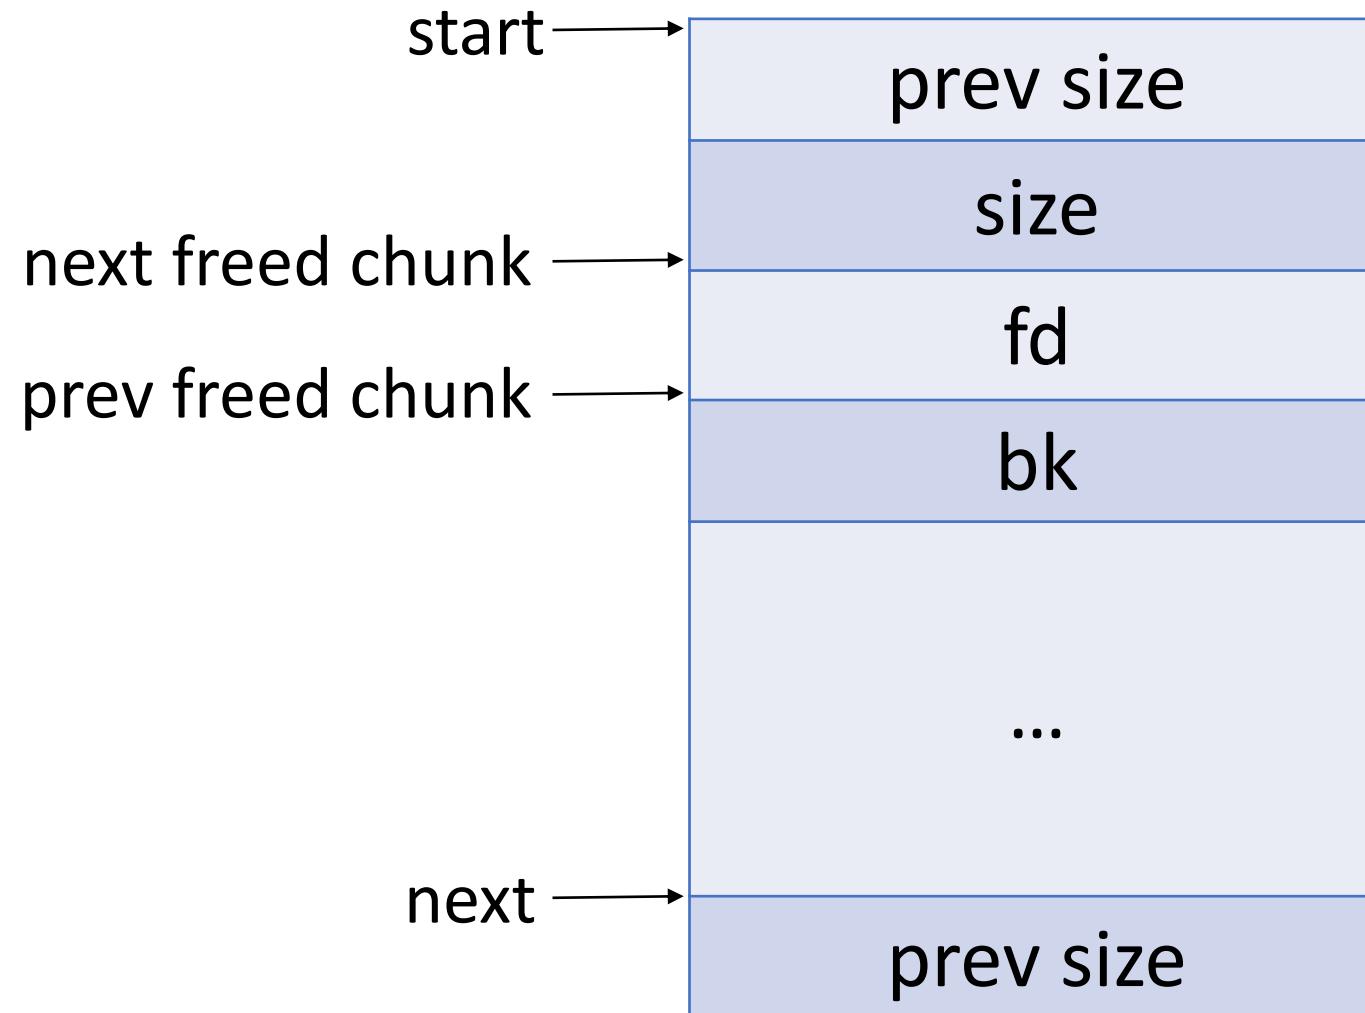 start
prev size
size
next freed chunk
fd
prev freed chunk
bk
...
next
prev size